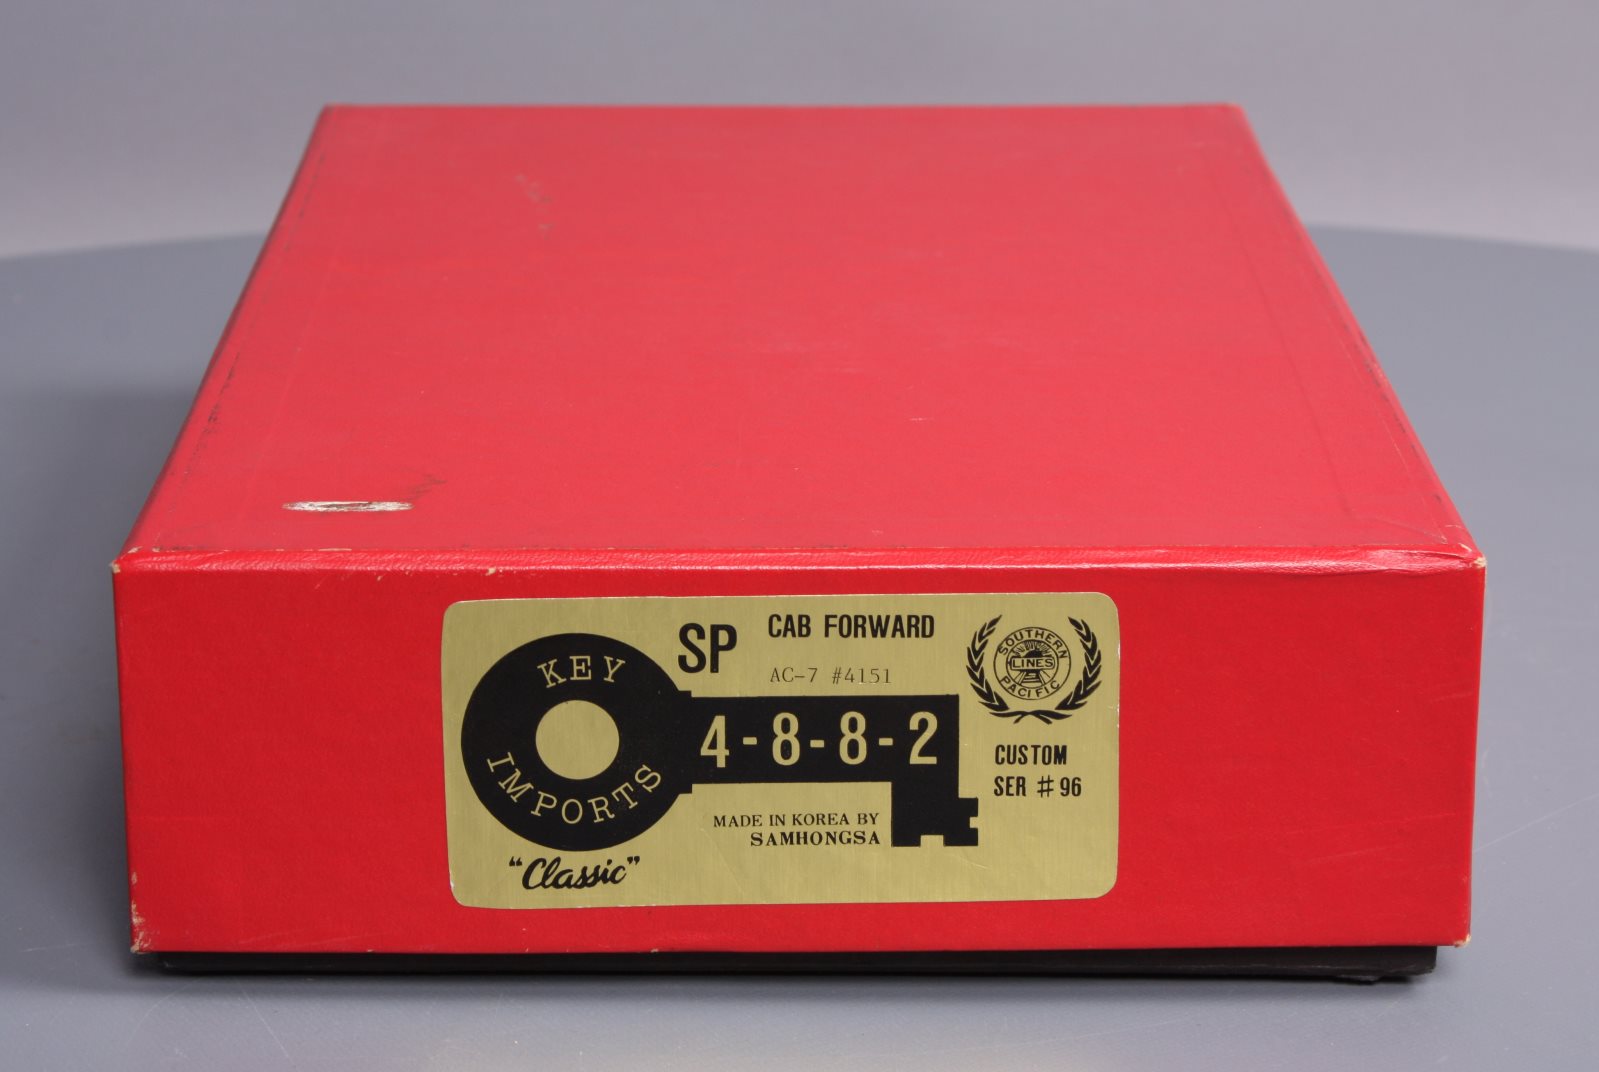 KEY
IMPORTS
"Classic"
SP
CAB FORWARD
AC-7 #4151
4-8-8-2
MADE IN KOREA BY
SAMHONGSA
SOUTHERN
LINES
PACIFIC
CUSTOM
SER # 96